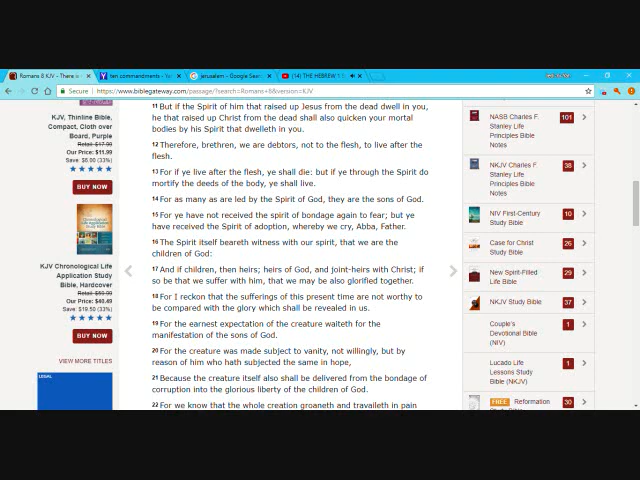 Romans 8 KJV - There is
ten commandments - Ya
jerusalem - Google Sear
(14) THE HEBREW 1 S
Secure
https://www.biblegateway.com/passage/?search=Romans+8&version=KJV
KJV, Thinline Bible,
Compact, Cloth over
Board, Purple
Retail: $17.99
Our Price: $11.99
Save: $6.00 (33%)
BUY NOW
KJV Chronological Life
Application Study
Bible, Hardcover
Retail: $59.99
Our Price: $40.49
Save: $19.50 (33%)
BUY NOW
VIEW MORE TITLES
LEGAL
11 But if the Spirit of him that raised up Jesus from the dead dwell in you,
he that raised up Christ from the dead shall also quicken your mortal
bodies by his Spirit that dwelleth in you.
12 Therefore, brethren, we are debtors, not to the flesh, to live after the
flesh.
13 For if ye live after the flesh, ye shall die: but if ye through the Spirit do
mortify the deeds of the body, ye shall live.
14 For as many as are led by the Spirit of God, they are the sons of God.
15 For ye have not received the spirit of bondage again to fear; but ye
have received the Spirit of adoption, whereby we cry, Abba, Father.
16 The Spirit itself beareth witness with our spirit, that we are the
children of God:
17 And if children, then heirs; heirs of God, and joint-heirs with Christ; if
so be that we suffer with him, that we may be also glorified together.
18 For I reckon that the sufferings of this present time are not worthy to
be compared with the glory which shall be revealed in us.
19 For the earnest expectation of the creature waiteth for the
manifestation of the sons of God.
20 For the creature was made subject to vanity, not willingly, but by
reason of him who hath subjected the same in hope,
21 Because the creature itself also shall be delivered from the bondage of
corruption into the glorious liberty of the children of God.
22 For we know that the whole creation groaneth and travaileth in pain
NASB Charles F.
Stanley Life
Principles Bible
Notes
101
NKJV Charles F.
Stanley Life
Principles Bible
Notes
38
NIV First-Century
Study Bible
10
Case for Christ
Study Bible
26
New Spirit-Filled
Life Bible
29
NKJV Study Bible
37
Couple's
Devotional Bible
(NIV)
1
Lucado Life
Lessons Study
Bible (NKJV)
1
FREE Reformation
30